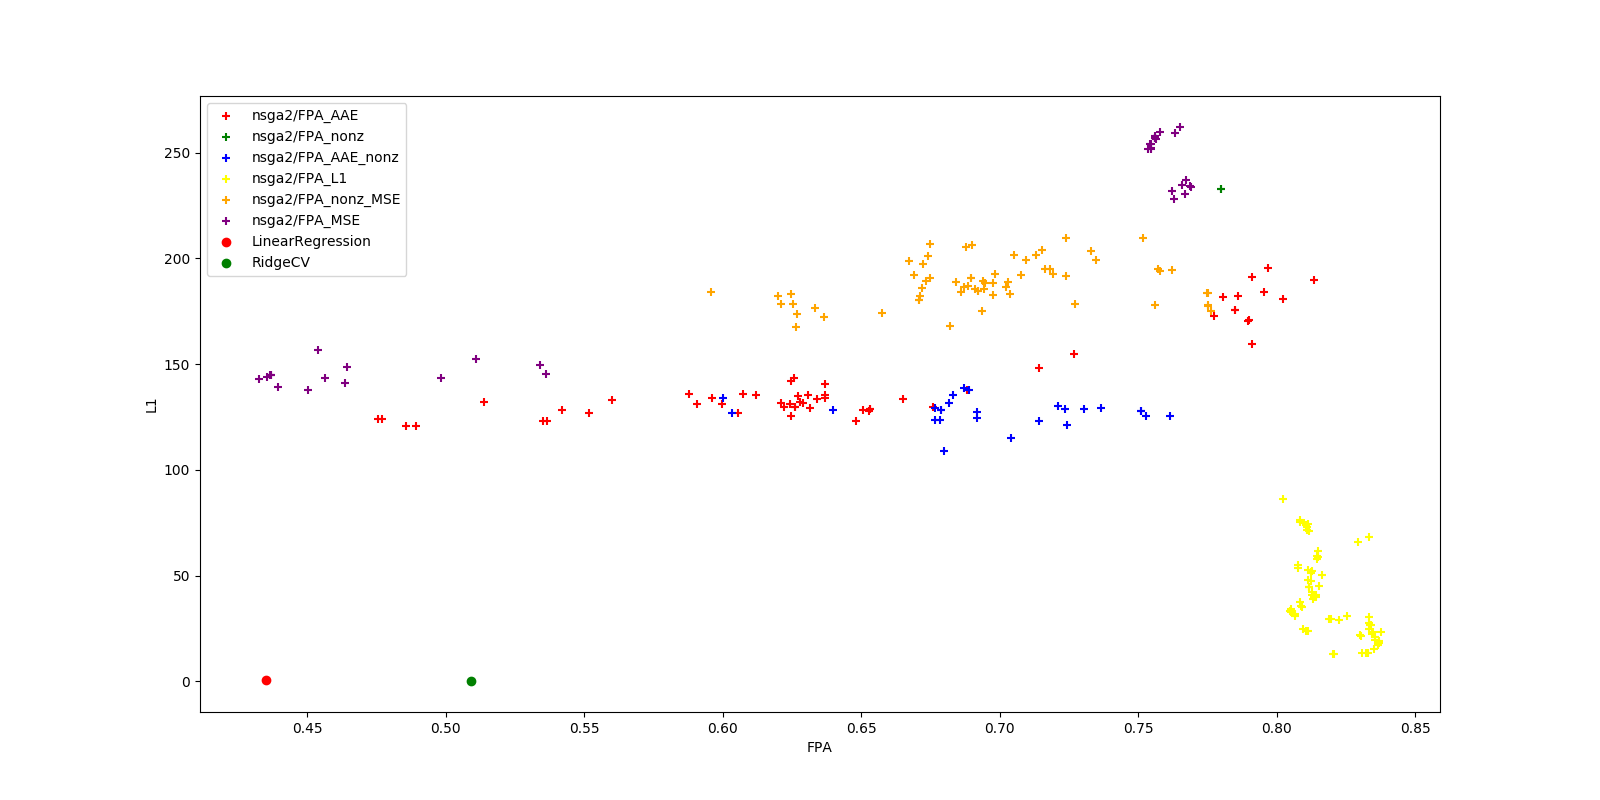 nsga2/FPA_AAE
nsga2/FPA_nonz
nsga2/FPA_AAE_nonz
nsga2/FPA_L1
nsga2/FPA_nonz_MSE
nsga2/FPA_MSE
LinearRegression
RidgeCV
250
200
150
100
50
0
L1
0.45 0.50 0.55 0.60 0.65 0.70 0.75 0.80 0.85
FPA